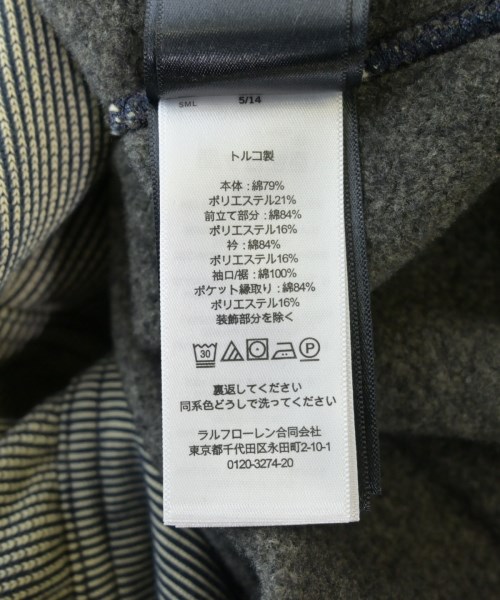 SML 5/14
トルコ製
本体 : 綿79%
ポリエステル21%
前立て部分 : 綿84%
ポリエステル16%
衿 : 綿84%
ポリエステル16%
袖口/裾 : 綿100%
ポケット縁取り : 綿84%
ポリエステル16%
装飾部分を除く
30 P
裏返してください
同系色どうしで洗ってください
ラルフローレン合同会社
東京都千代田区永田町2-10-1
0120-3274-20